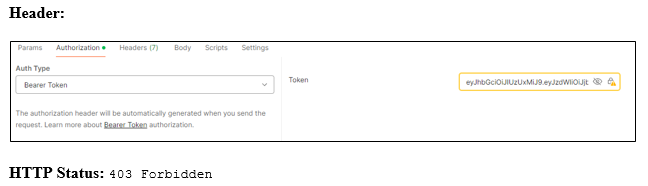 Header:
Params Authorization Headers (7) Body Scripts Settings
Auth Type
Bearer Token
Token
eyJhbGciOiJIUzUxMiJ9.eyJzdWIiOiJjb
The authorization header will be automatically generated when you send the
request. Learn more about Bearer Token authorization.
HTTP Status: 403 Forbidden